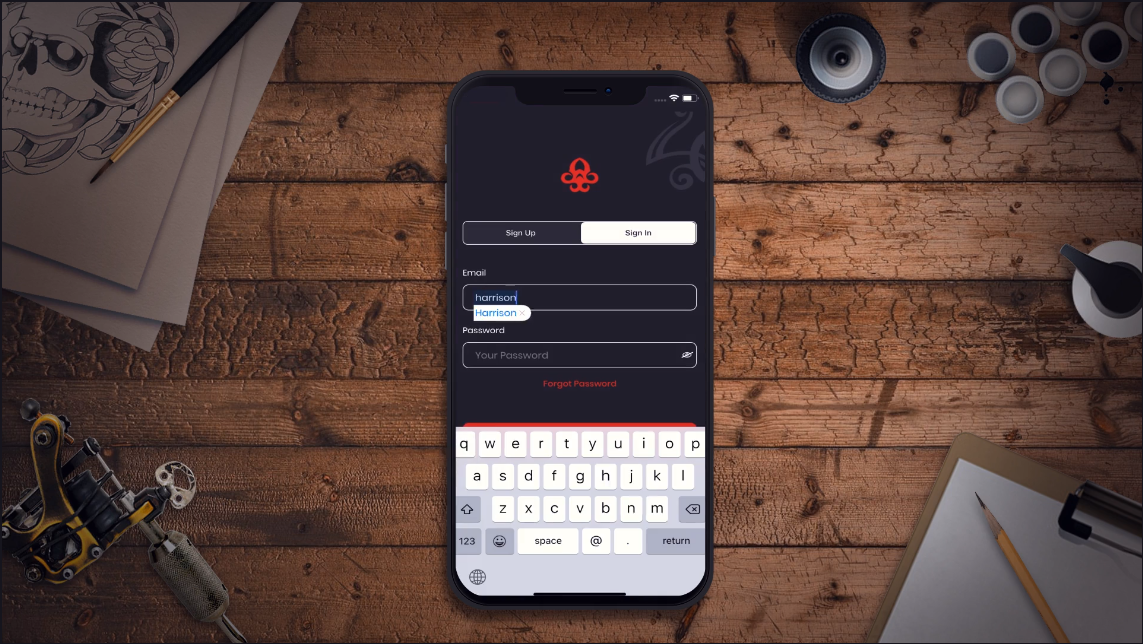 Sign Up Sign In
Email
harrison
Harrison ×
Password
Your Password
Forgot Password
q w e r t y u i o p
a s d f g h j k l
z x c v b n m
123 space @ . return